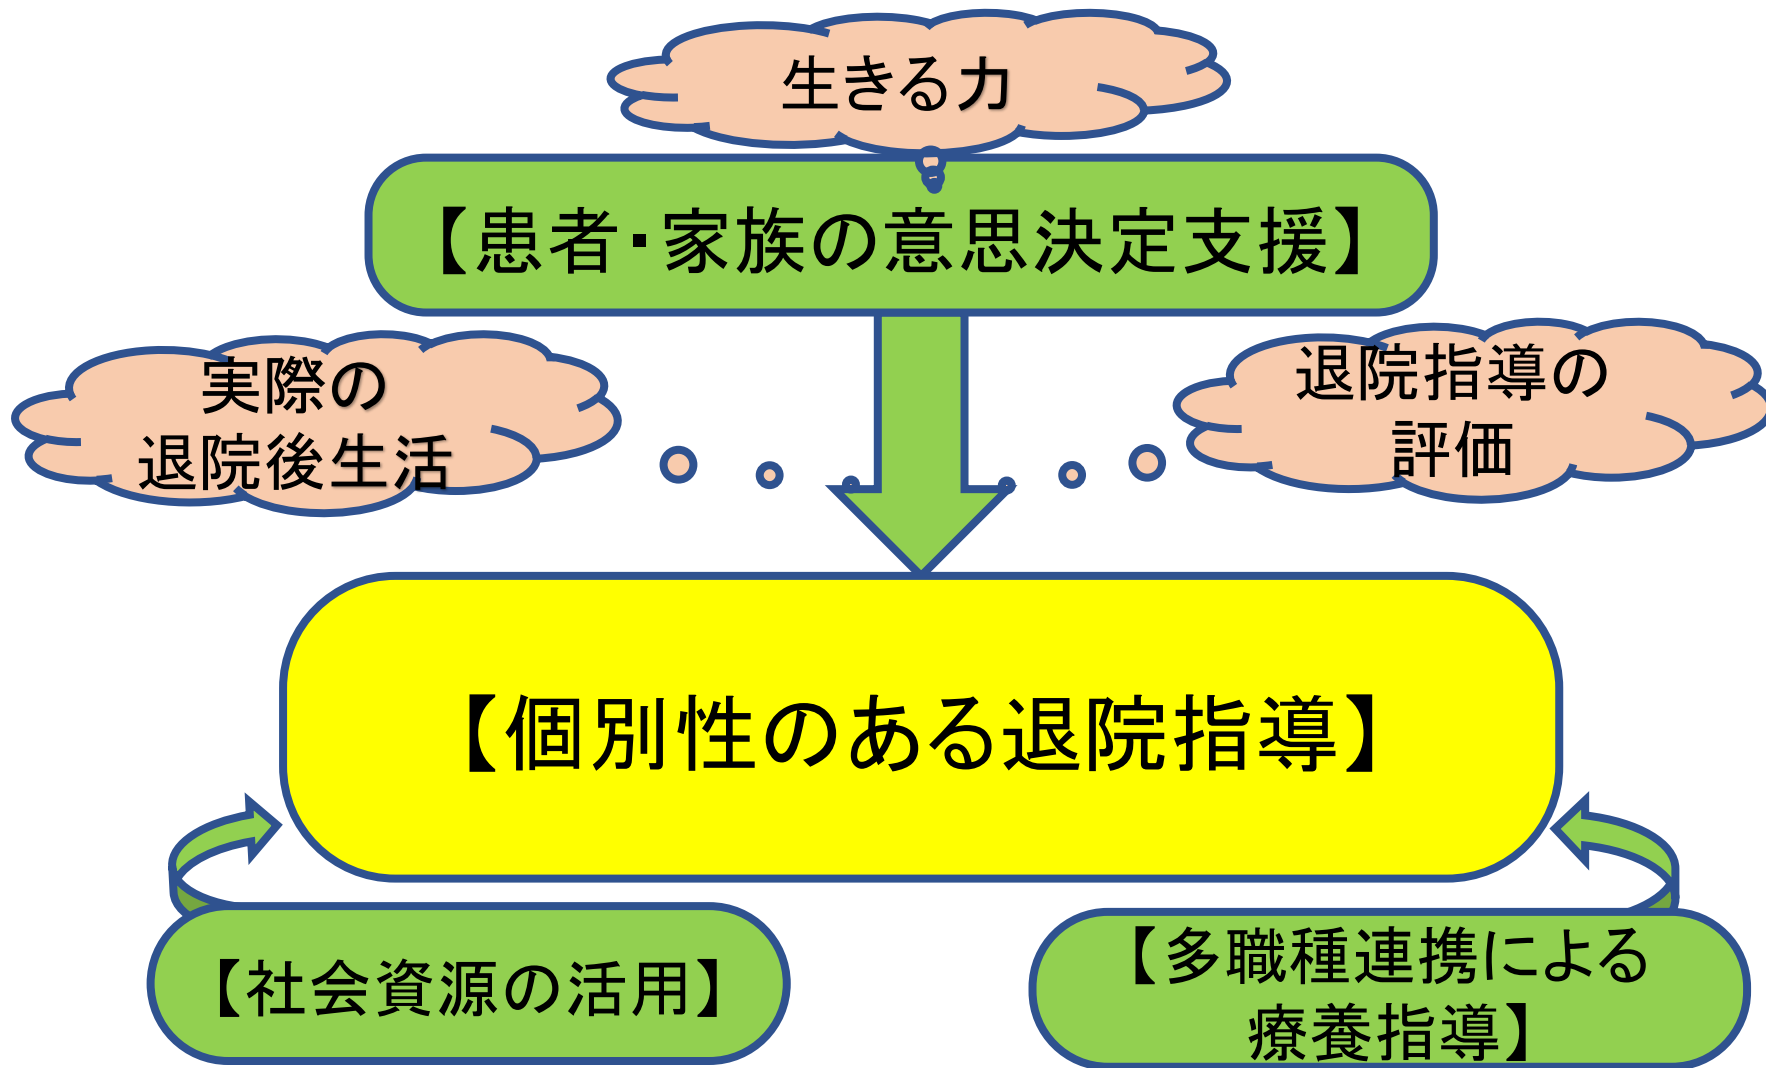 生きる力
【患者・家族の意思決定支援】
実際の
退院後生活
退院指導の
評価
【個別性のある退院指導】
【社会資源の活用】
【多職種連携による
療養指導】